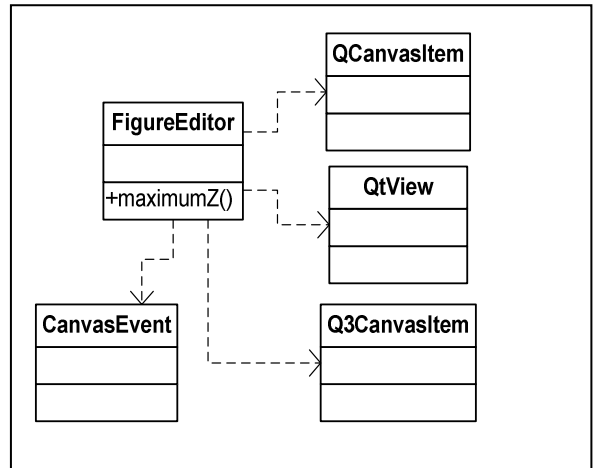 QCanvasItem
FigureEditor
+maximumZ()
QtView
CanvasEvent
Q3CanvasItem